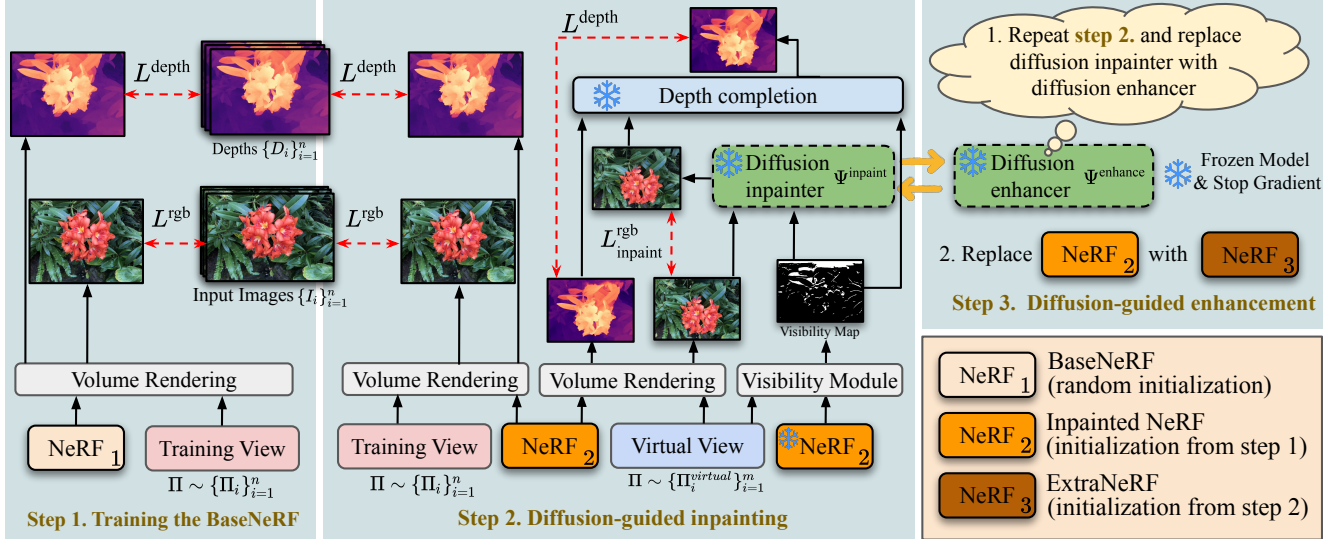 L^depth
L^depth
Depths {D_i}_{i=1}^n
L^rgb
L^rgb
Input Images {I_i}_{i=1}^n
Volume Rendering
NeRF 1
Training View
Π ∼ {Π_i}_{i=1}^n
Step 1. Training the BaseNeRF
L^depth
Depth completion
Diffusion
inpainter Ψ^inpaint
L^rgb_inpaint
Visibility Map
Volume Rendering
Volume Rendering
Visibility Module
Training View
NeRF 2
Virtual View
NeRF 2
Π ∼ {Π_i}_{i=1}^n
Π ∼ {Π_i^{virtual}}_{i=1}^m
Step 2. Diffusion-guided inpainting
1. Repeat step 2. and replace
diffusion inpainter with
diffusion enhancer
Diffusion
enhancer Ψ^enhance
Frozen Model
& Stop Gradient
2. Replace NeRF 2 with NeRF 3
Step 3. Diffusion-guided enhancement
NeRF 1
BaseNeRF
(random initialization)
NeRF 2
Inpainted NeRF
(initialization from step 1)
NeRF 3
ExtraNeRF
(initialization from step 2)